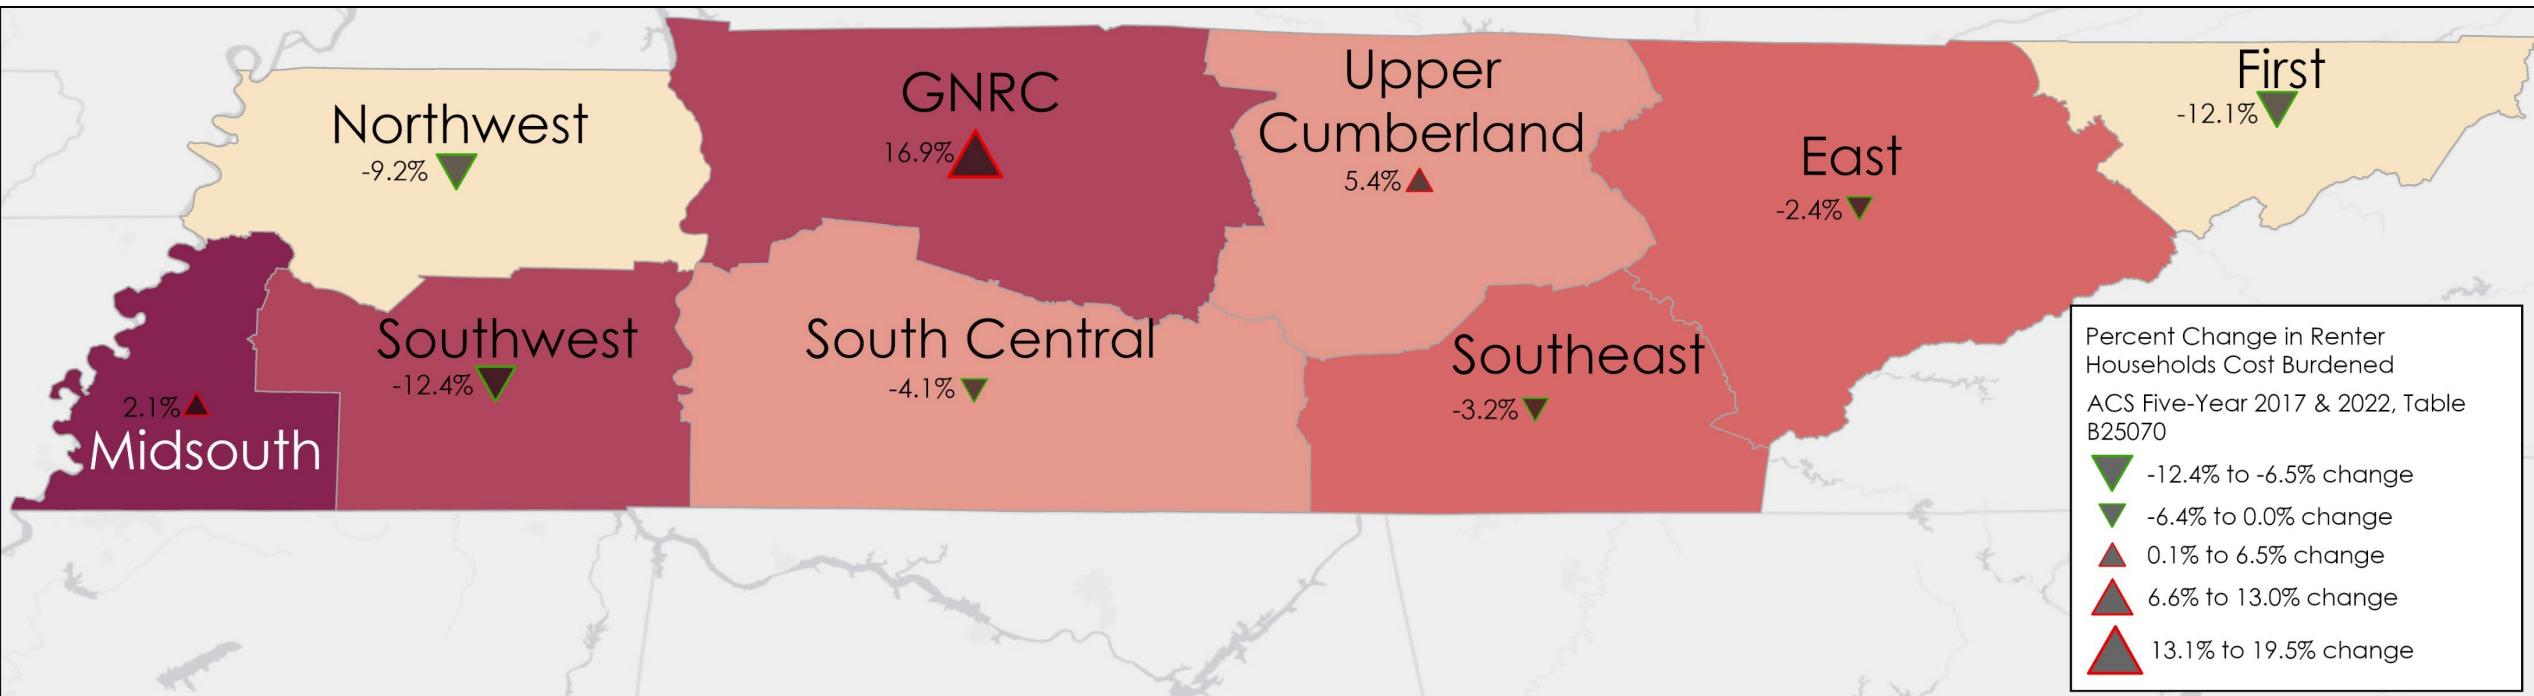 Northwest
-9.2%
GNRC
16.9%
Upper
Cumberland
5.4%
East
-2.4%
First
-12.1%
2.1%
Midsouth
Southwest
-12.4%
South Central
-4.1%
Southeast
-3.2%
Percent Change in Renter
Households Cost Burdened
ACS Five-Year 2017 & 2022, Table
B25070
-12.4% to -6.5% change
-6.4% to 0.0% change
0.1% to 6.5% change
6.6% to 13.0% change
13.1% to 19.5% change